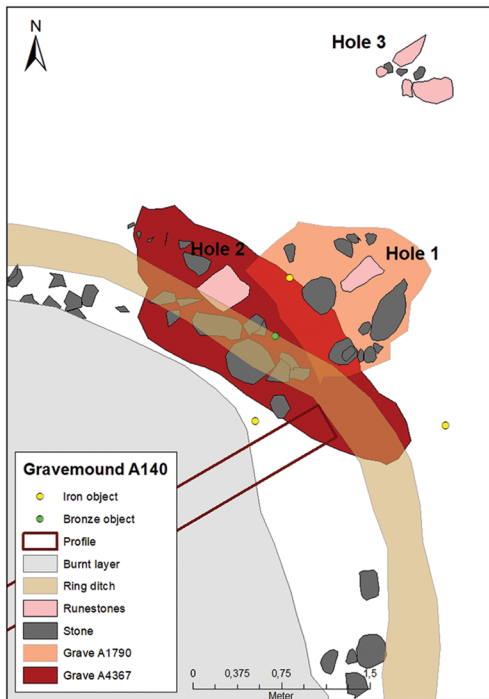 N
Hole 3
Hole 2
Hole 1
Gravemound A140
Iron object
Bronze object
Profile
Burnt layer
Ring ditch
Runestones
Stone
Grave A1790
Grave A4367
0 0,375 0,75 1,5
Meter